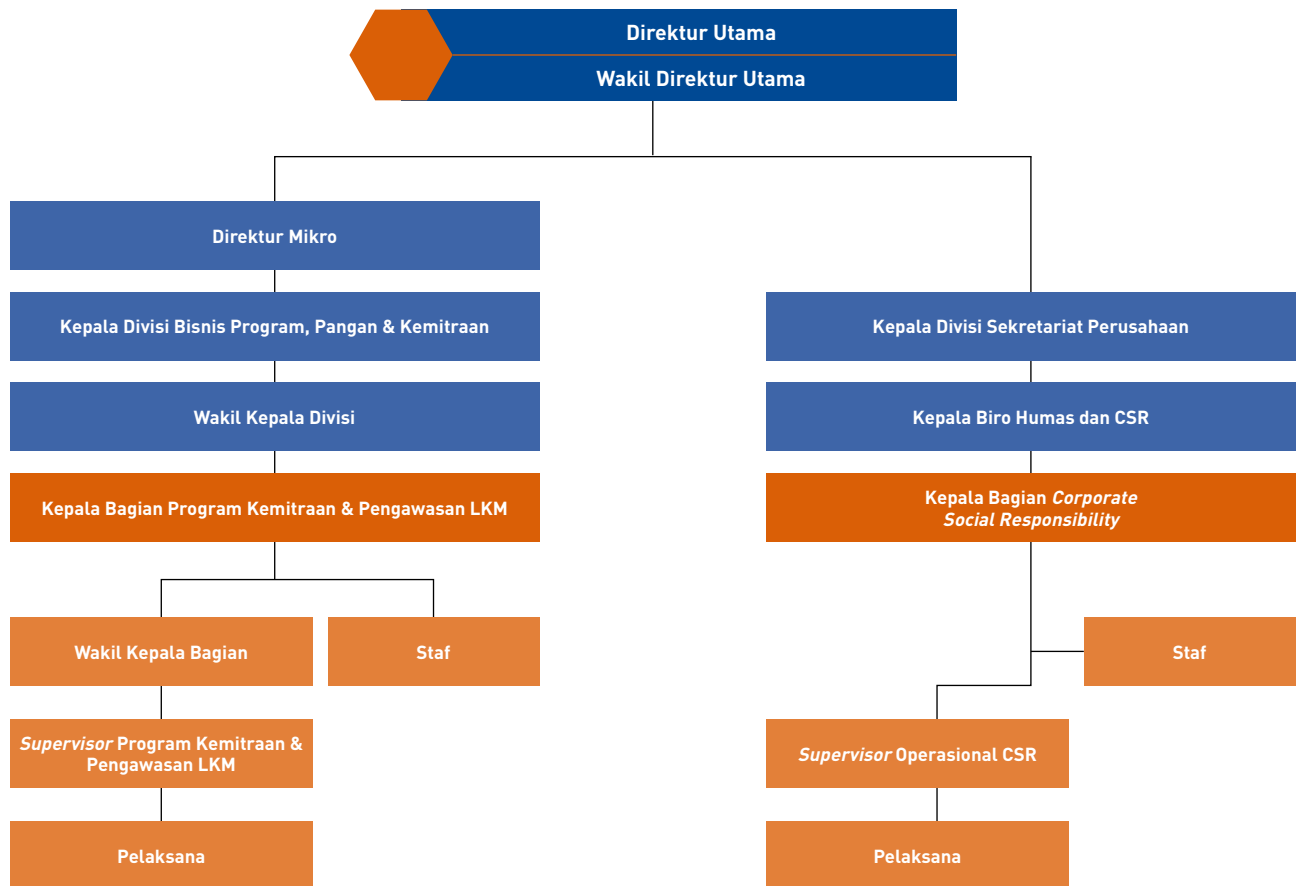 Direktur Utama
Wakil Direktur Utama
Direktur Mikro
Kepala Divisi Bisnis Program, Pangan & Kemitraan
Wakil Kepala Divisi
Kepala Bagian Program Kemitraan & Pengawasan LKM
Wakil Kepala Bagian
Staf
Supervisor Program Kemitraan &
Pengawasan LKM
Pelaksana
Kepala Divisi Sekretariat Perusahaan
Kepala Biro Humas dan CSR
Kepala Bagian Corporate
Social Responsibility
Staf
Supervisor Operasional CSR
Pelaksana